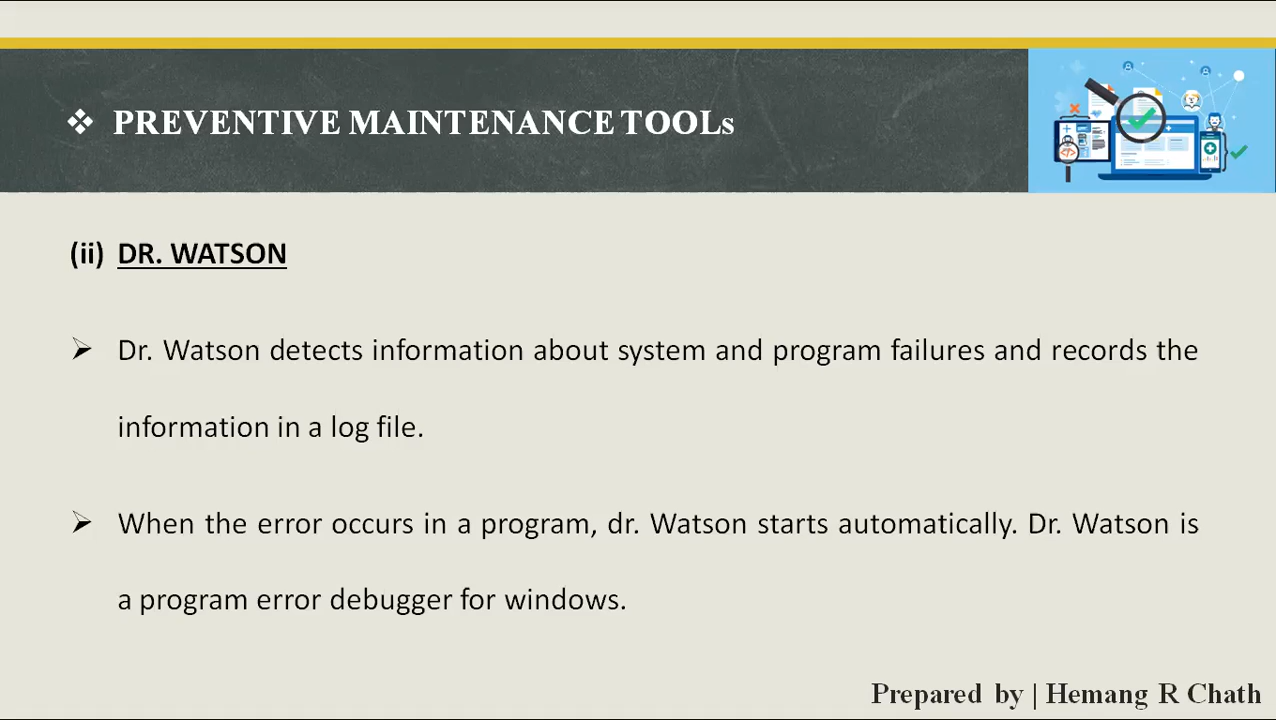 ❖ PREVENTIVE MAINTENANCE TOOLs
(ii) DR. WATSON
➢ Dr. Watson detects information about system and program failures and records the
information in a log file.
➢ When the error occurs in a program, dr. Watson starts automatically. Dr. Watson is
a program error debugger for windows.
Prepared by | Hemang R Chath